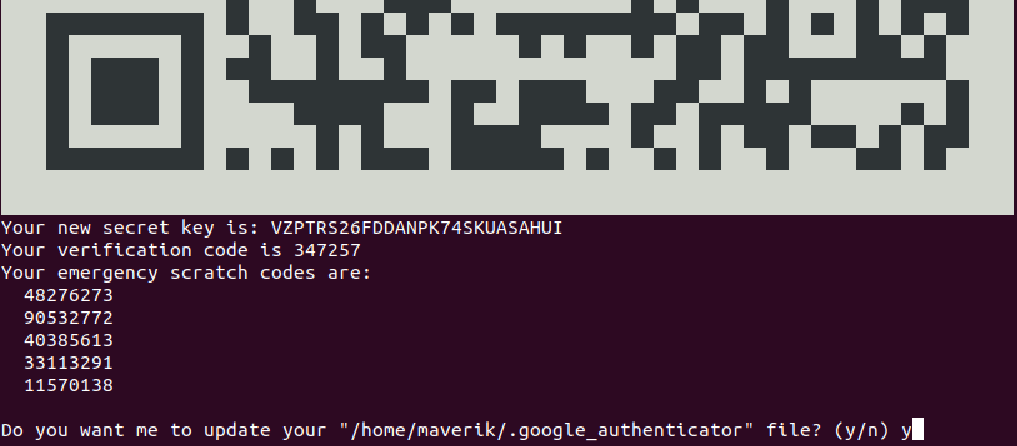 Your new secret key is: VZPTRS26FDDANPK74SKUASAHUI
Your verification code is 347257
Your emergency scratch codes are:
48276273
90532772
40385613
33113291
11570138
Do you want me to update your "/home/maverik/.google_authenticator" file? (y/n) y